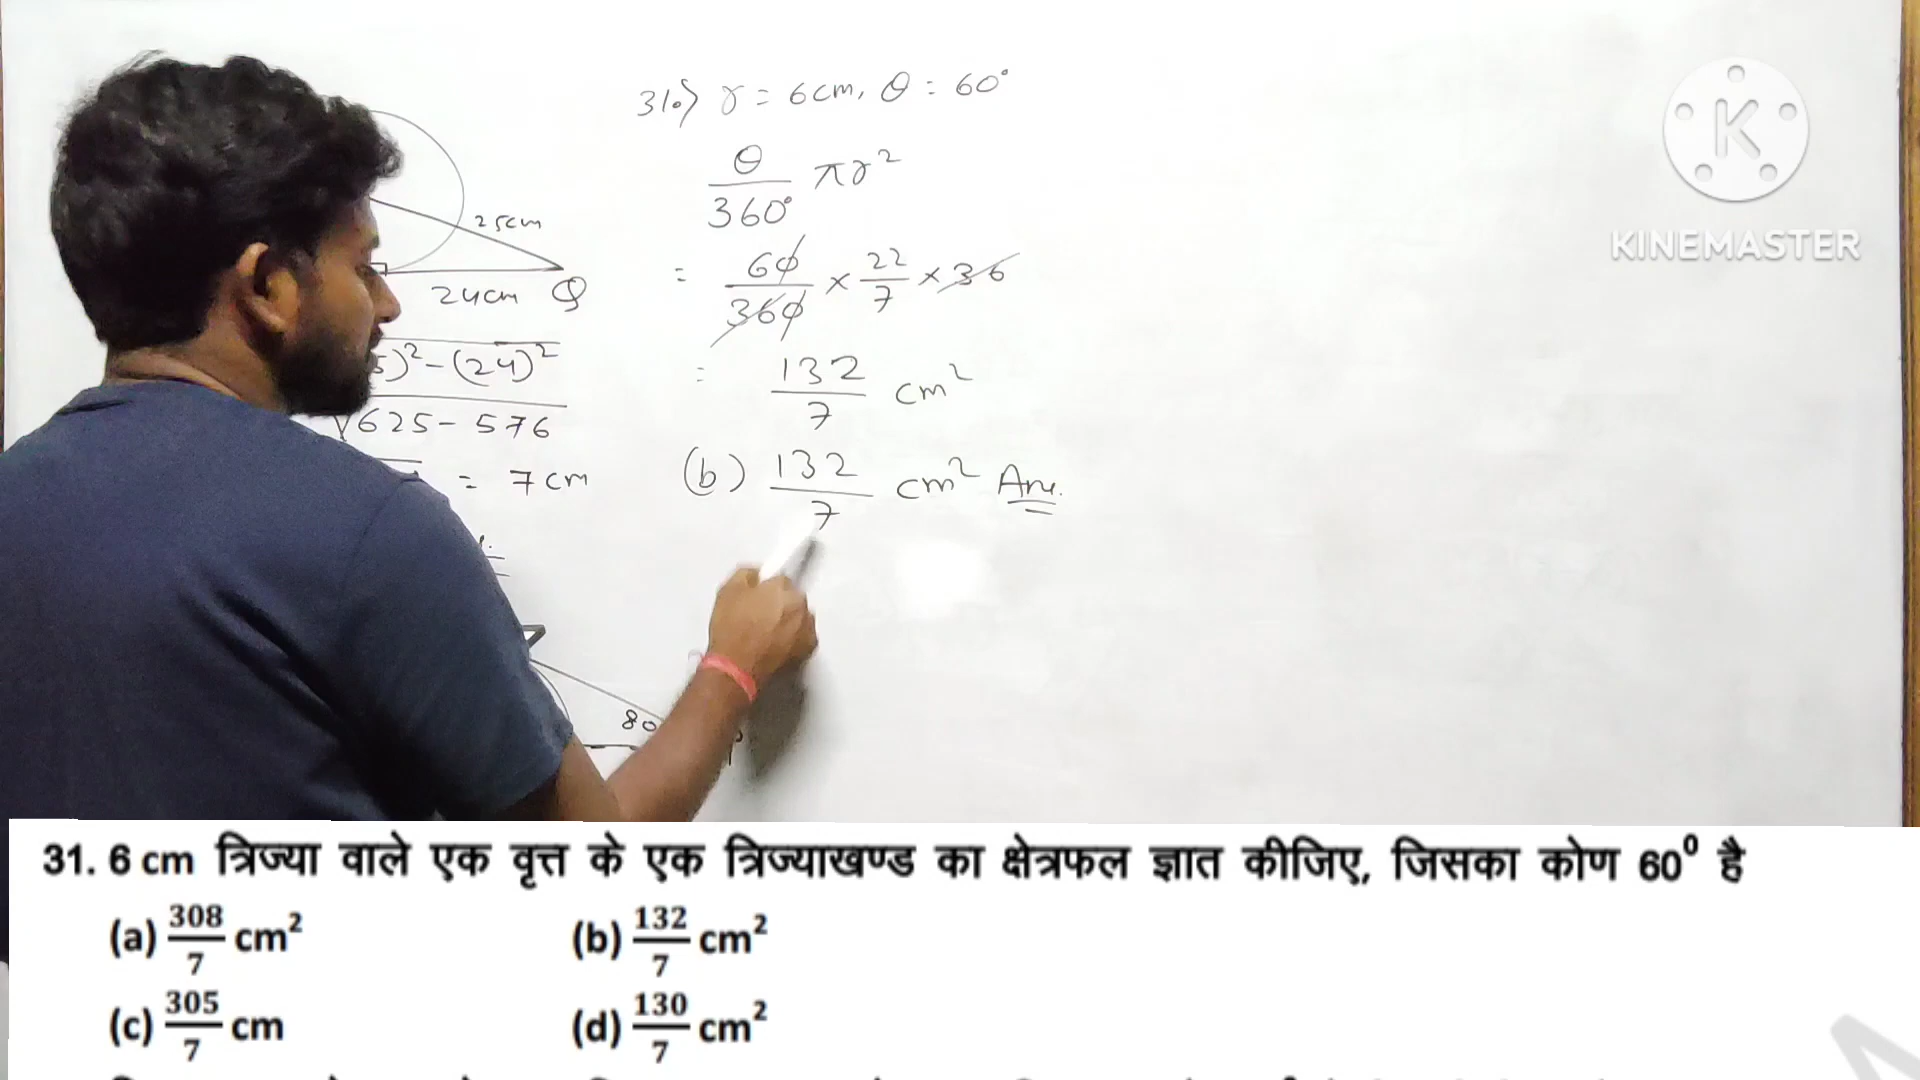 31.) r = 6cm, θ = 60°
θ/360° πr²
= 60/360 × 22/7 × 36
= 132/7 cm²
(b) 132/7 cm² Ans.
25cm
24cm Q
)² - (24)²
√625 - 576
= 7cm
80
P
K
KINEMASTER
31. 6 cm त्रिज्या वाले एक वृत्त के एक त्रिज्याखण्ड का क्षेत्रफल ज्ञात कीजिए, जिसका कोण 60⁰ है
(a) 308/7 cm² (b) 132/7 cm²
(c) 305/7 cm (d) 130/7 cm²